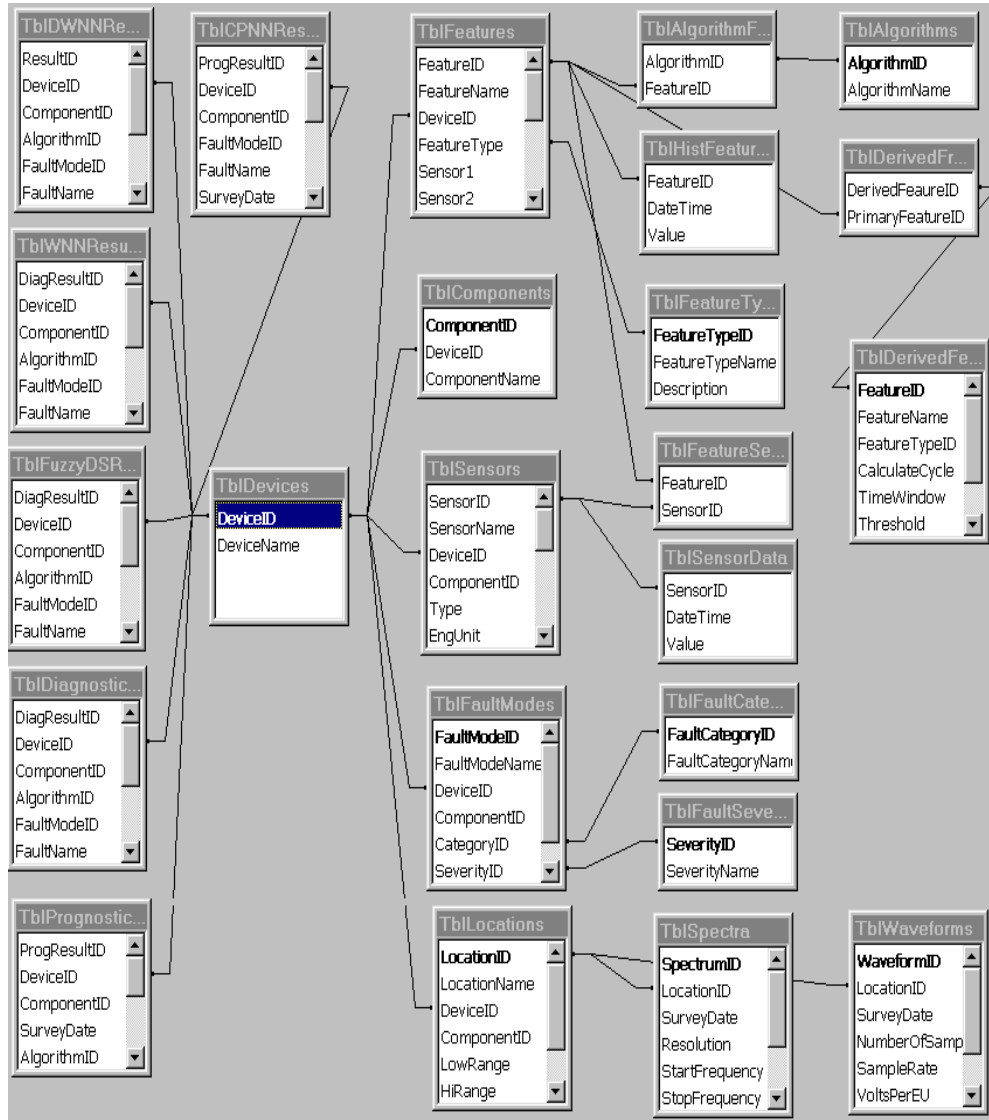 TblDWNNRe...
ResultID
DeviceID
ComponentID
AlgorithmID
FaultModeID
FaultName
TblCPNNRes...
ProgResultID
DeviceID
ComponentID
FaultModeID
FaultName
SurveyDate
TblFeatures
FeatureID
FeatureName
DeviceID
FeatureType
Sensor1
Sensor2
TblAlgorithmF...
AlgorithmID
FeatureID
TblAlgorithms
AlgorithmID
AlgorithmName
TblHistFeatur...
FeatureID
DateTime
Value
TblDerivedFr...
DerivedFeaureID
PrimaryFeatureID
TblWNNResu...
DiagResultID
DeviceID
ComponentID
AlgorithmID
FaultModeID
FaultName
TblComponents
ComponentID
DeviceID
ComponentName
TblFeatureTy...
FeatureTypeID
FeatureTypeName
Description
TblDerivedFe...
FeatureID
FeatureName
FeatureTypeID
CalculateCycle
TimeWindow
Threshold
TblFuzzyDSR...
DiagResultID
DeviceID
ComponentID
AlgorithmID
FaultModeID
FaultName
TblDevices
DeviceID
DeviceName
TblSensors
SensorID
SensorName
DeviceID
ComponentID
Type
EngUnit
TblFeatureSe...
FeatureID
SensorID
TblSensorData
SensorID
DateTime
Value
TblDiagnostic...
DiagResultID
DeviceID
ComponentID
AlgorithmID
FaultModeID
FaultName
TblFaultModes
FaultModeID
FaultModeName
DeviceID
ComponentID
CategoryID
SeverityID
TblFaultCate...
FaultCategoryID
FaultCategoryNam
TblFaultSeve...
SeverityID
SeverityName
TblPrognostic...
ProgResultID
DeviceID
ComponentID
SurveyDate
AlgorithmID
TblLocations
LocationID
LocationName
DeviceID
ComponentID
LowRange
HiRange
TblSpectra
SpectrumID
LocationID
SurveyDate
Resolution
StartFrequency
StopFrequency
TblWaveforms
WaveformID
LocationID
SurveyDate
NumberOfSamp
SampleRate
VoltsPerEU